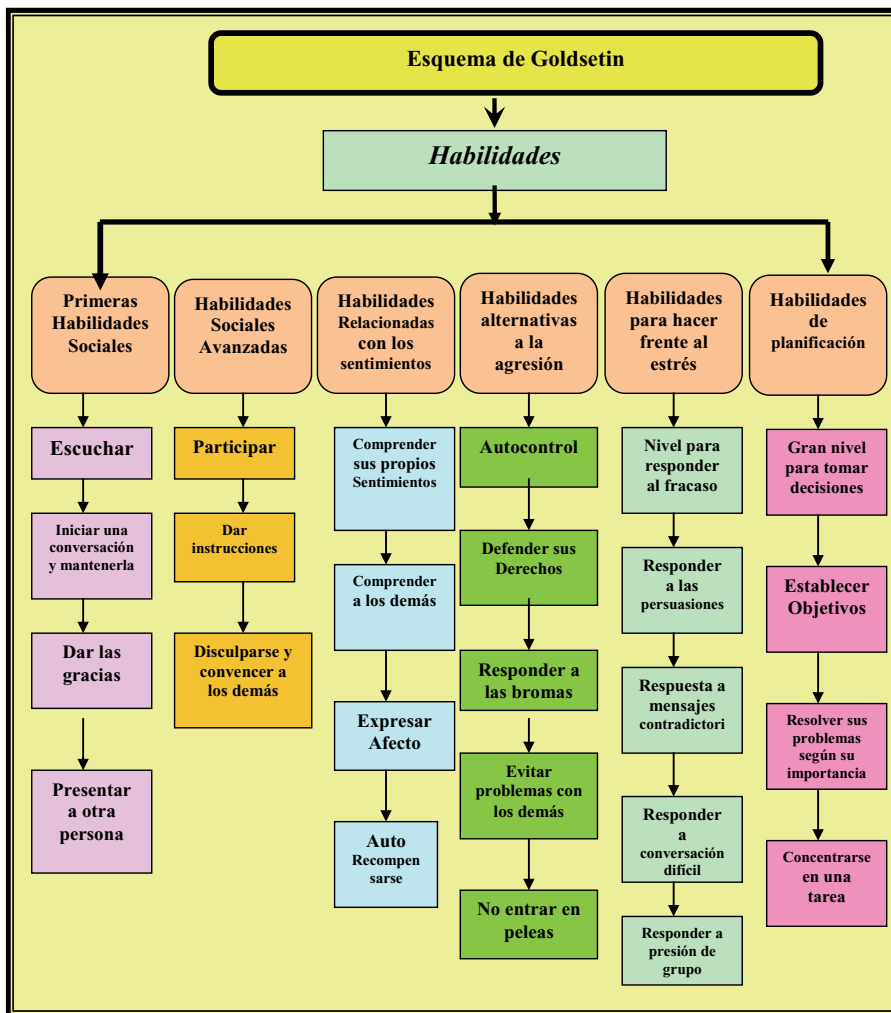 Esquema de Goldsetin
Habilidades
Primeras
Habilidades
Sociales
Escuchar
Iniciar una
conversación
y mantenerla
Dar las
gracias
Presentar
a otra
persona
Habilidades
Sociales
Avanzadas
Participar
Dar
instrucciones
Disculparse y
convencer a
los demás
Habilidades
Relacionadas
con los
sentimientos
Comprender
sus propios
Sentimientos
Comprender
a los demás
Expresar
Afecto
Auto
Recompen
sarse
Habilidades
alternativas
a la
agresión
Autocontrol
Defender sus
Derechos
Responder a
las bromas
Evitar
problemas con
los demás
No entrar en
peleas
Habilidades
para hacer
frente al
estrés
Nivel para
responder
al fracaso
Responder
a las
persuasiones
Respuesta a
mensajes
contradictori
Responder
a
conversación
difícil
Responder a
presión de
grupo
Habilidades
de
planificación
Gran nivel
para tomar
decisiones
Establecer
Objetivos
Resolver sus
problemas
según su
importancia
Concentrarse
en una
tarea